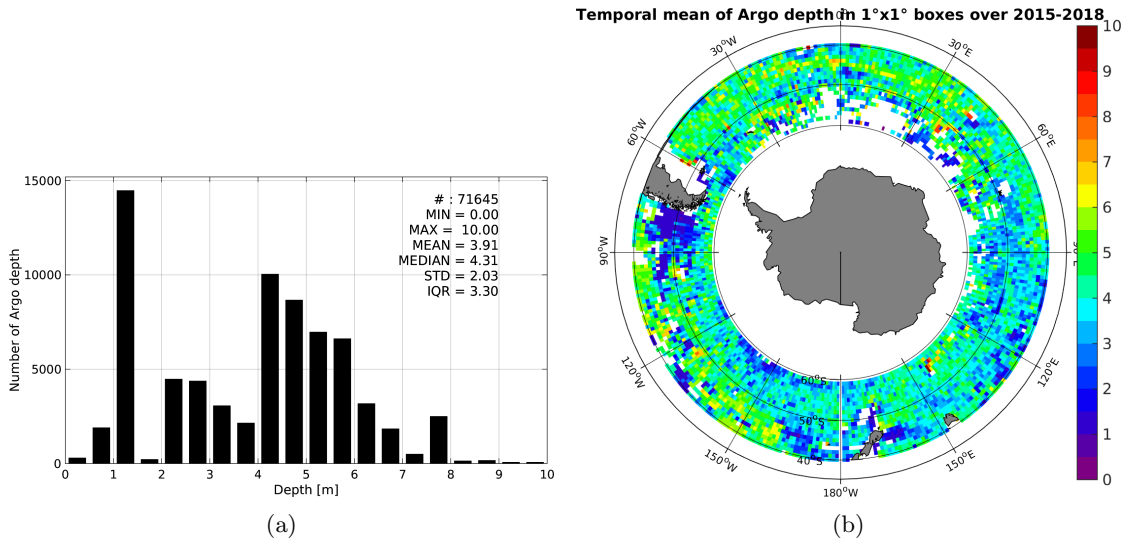 Temporal mean of Argo depth in 1°x1° boxes over 2015-2018
0°
30°W
30°E
60°W
60°E
90°W
120°W
120°E
150°W
150°E
180°W
60°S
50°S
40°S
10
9
8
7
6
5
4
3
2
1
0
15000
10000
5000
0
Number of Argo depth
# : 71645
MIN = 0.00
MAX = 10.00
MEAN = 3.91
MEDIAN = 4.31
STD = 2.03
IQR = 3.30
0 1 2 3 4 5 6 7 8 9 10
Depth [m]
(a)
(b)